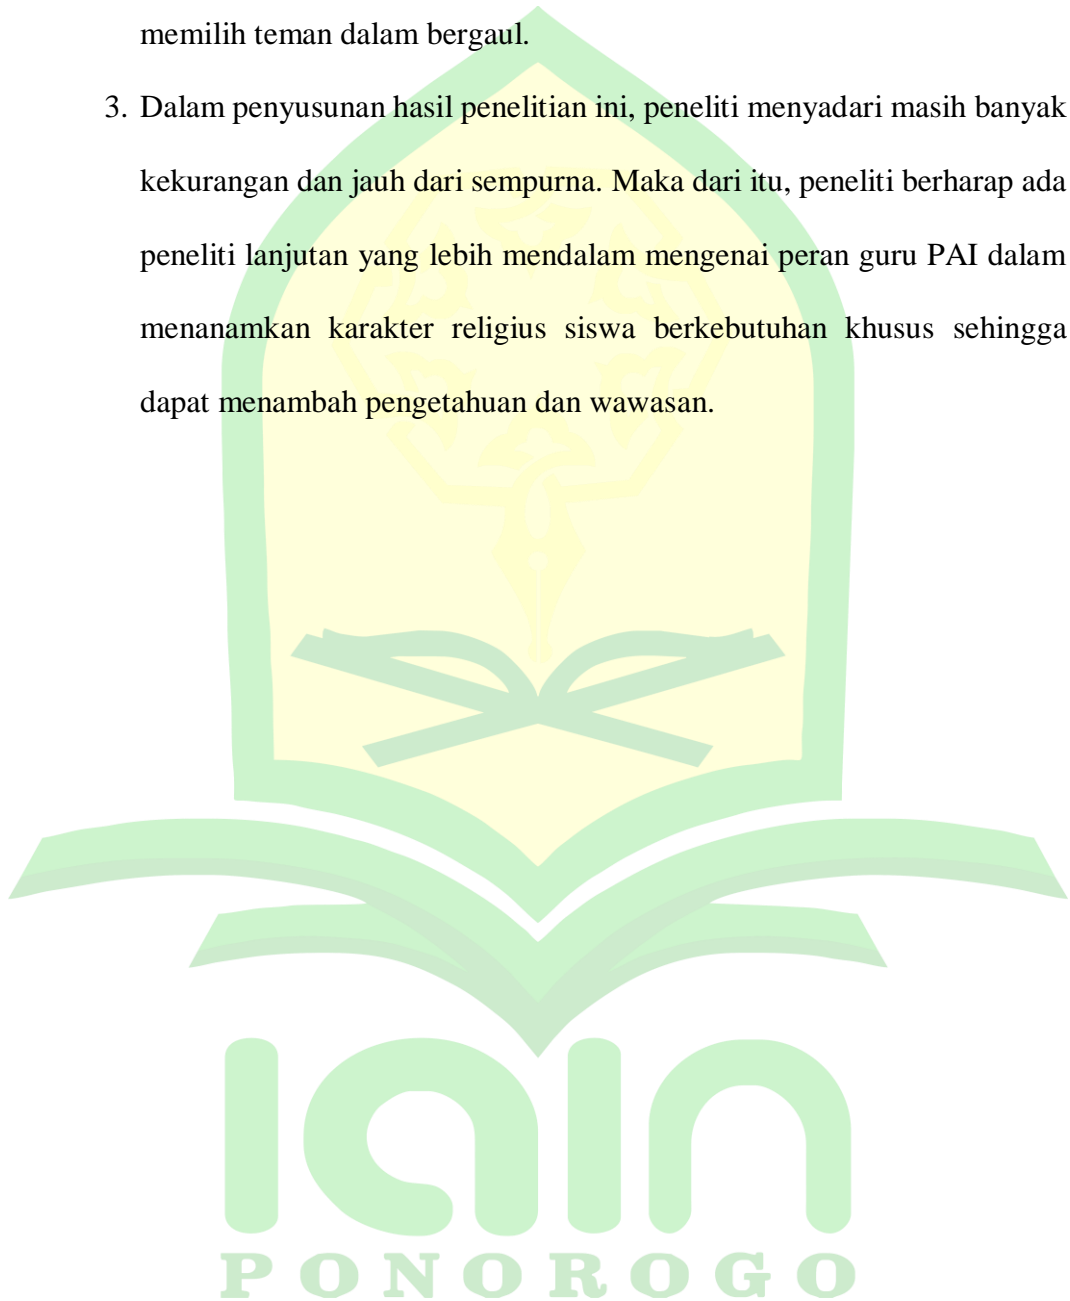 memilih teman dalam bergaul.
3. Dalam penyusunan hasil penelitian ini, peneliti menyadari masih banyak
kekurangan dan jauh dari sempurna. Maka dari itu, peneliti berharap ada
peneliti lanjutan yang lebih mendalam mengenai peran guru PAI dalam
menanamkan karakter religius siswa berkebutuhan khusus sehingga
dapat menambah pengetahuan dan wawasan.
iain
PONOROGO